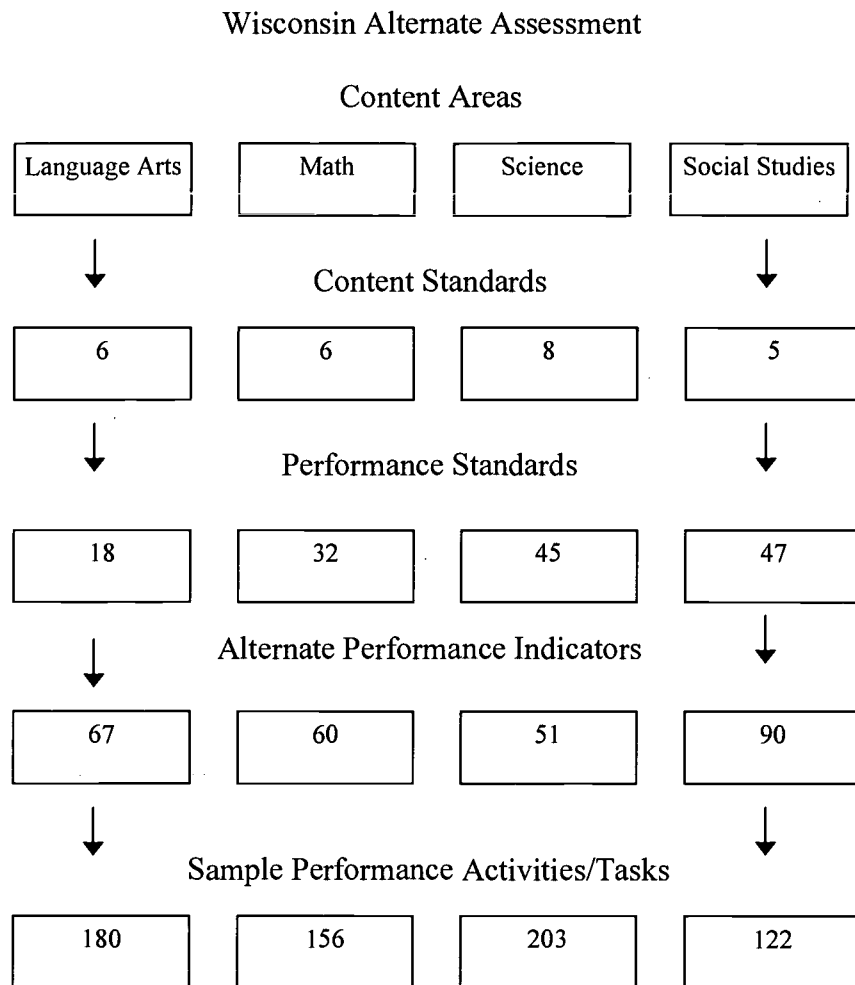 Wisconsin Alternate Assessment
Content Areas
Language Arts Math Science Social Studies
Content Standards
6 6 8 5
Performance Standards
18 32 45 47
Alternate Performance Indicators
67 60 51 90
Sample Performance Activities/Tasks
180 156 203 122